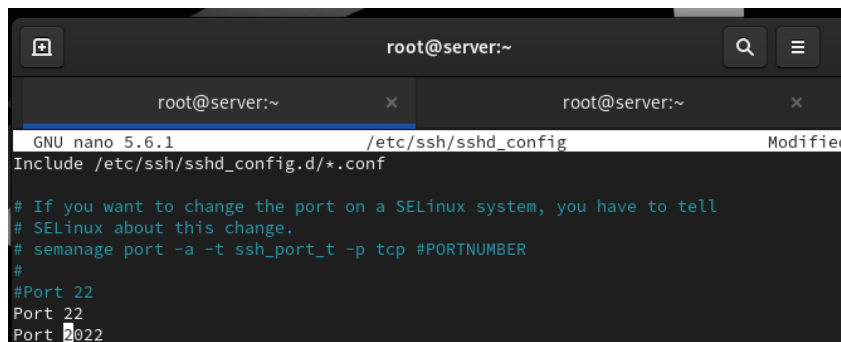 root@server:~
root@server:~ × root@server:~ ×
GNU nano 5.6.1 /etc/ssh/sshd_config Modified
Include /etc/ssh/sshd_config.d/*.conf
# If you want to change the port on a SELinux system, you have to tell
# SELinux about this change.
# semanage port -a -t ssh_port_t -p tcp #PORTNUMBER
#
#Port 22
Port 22
Port 2022